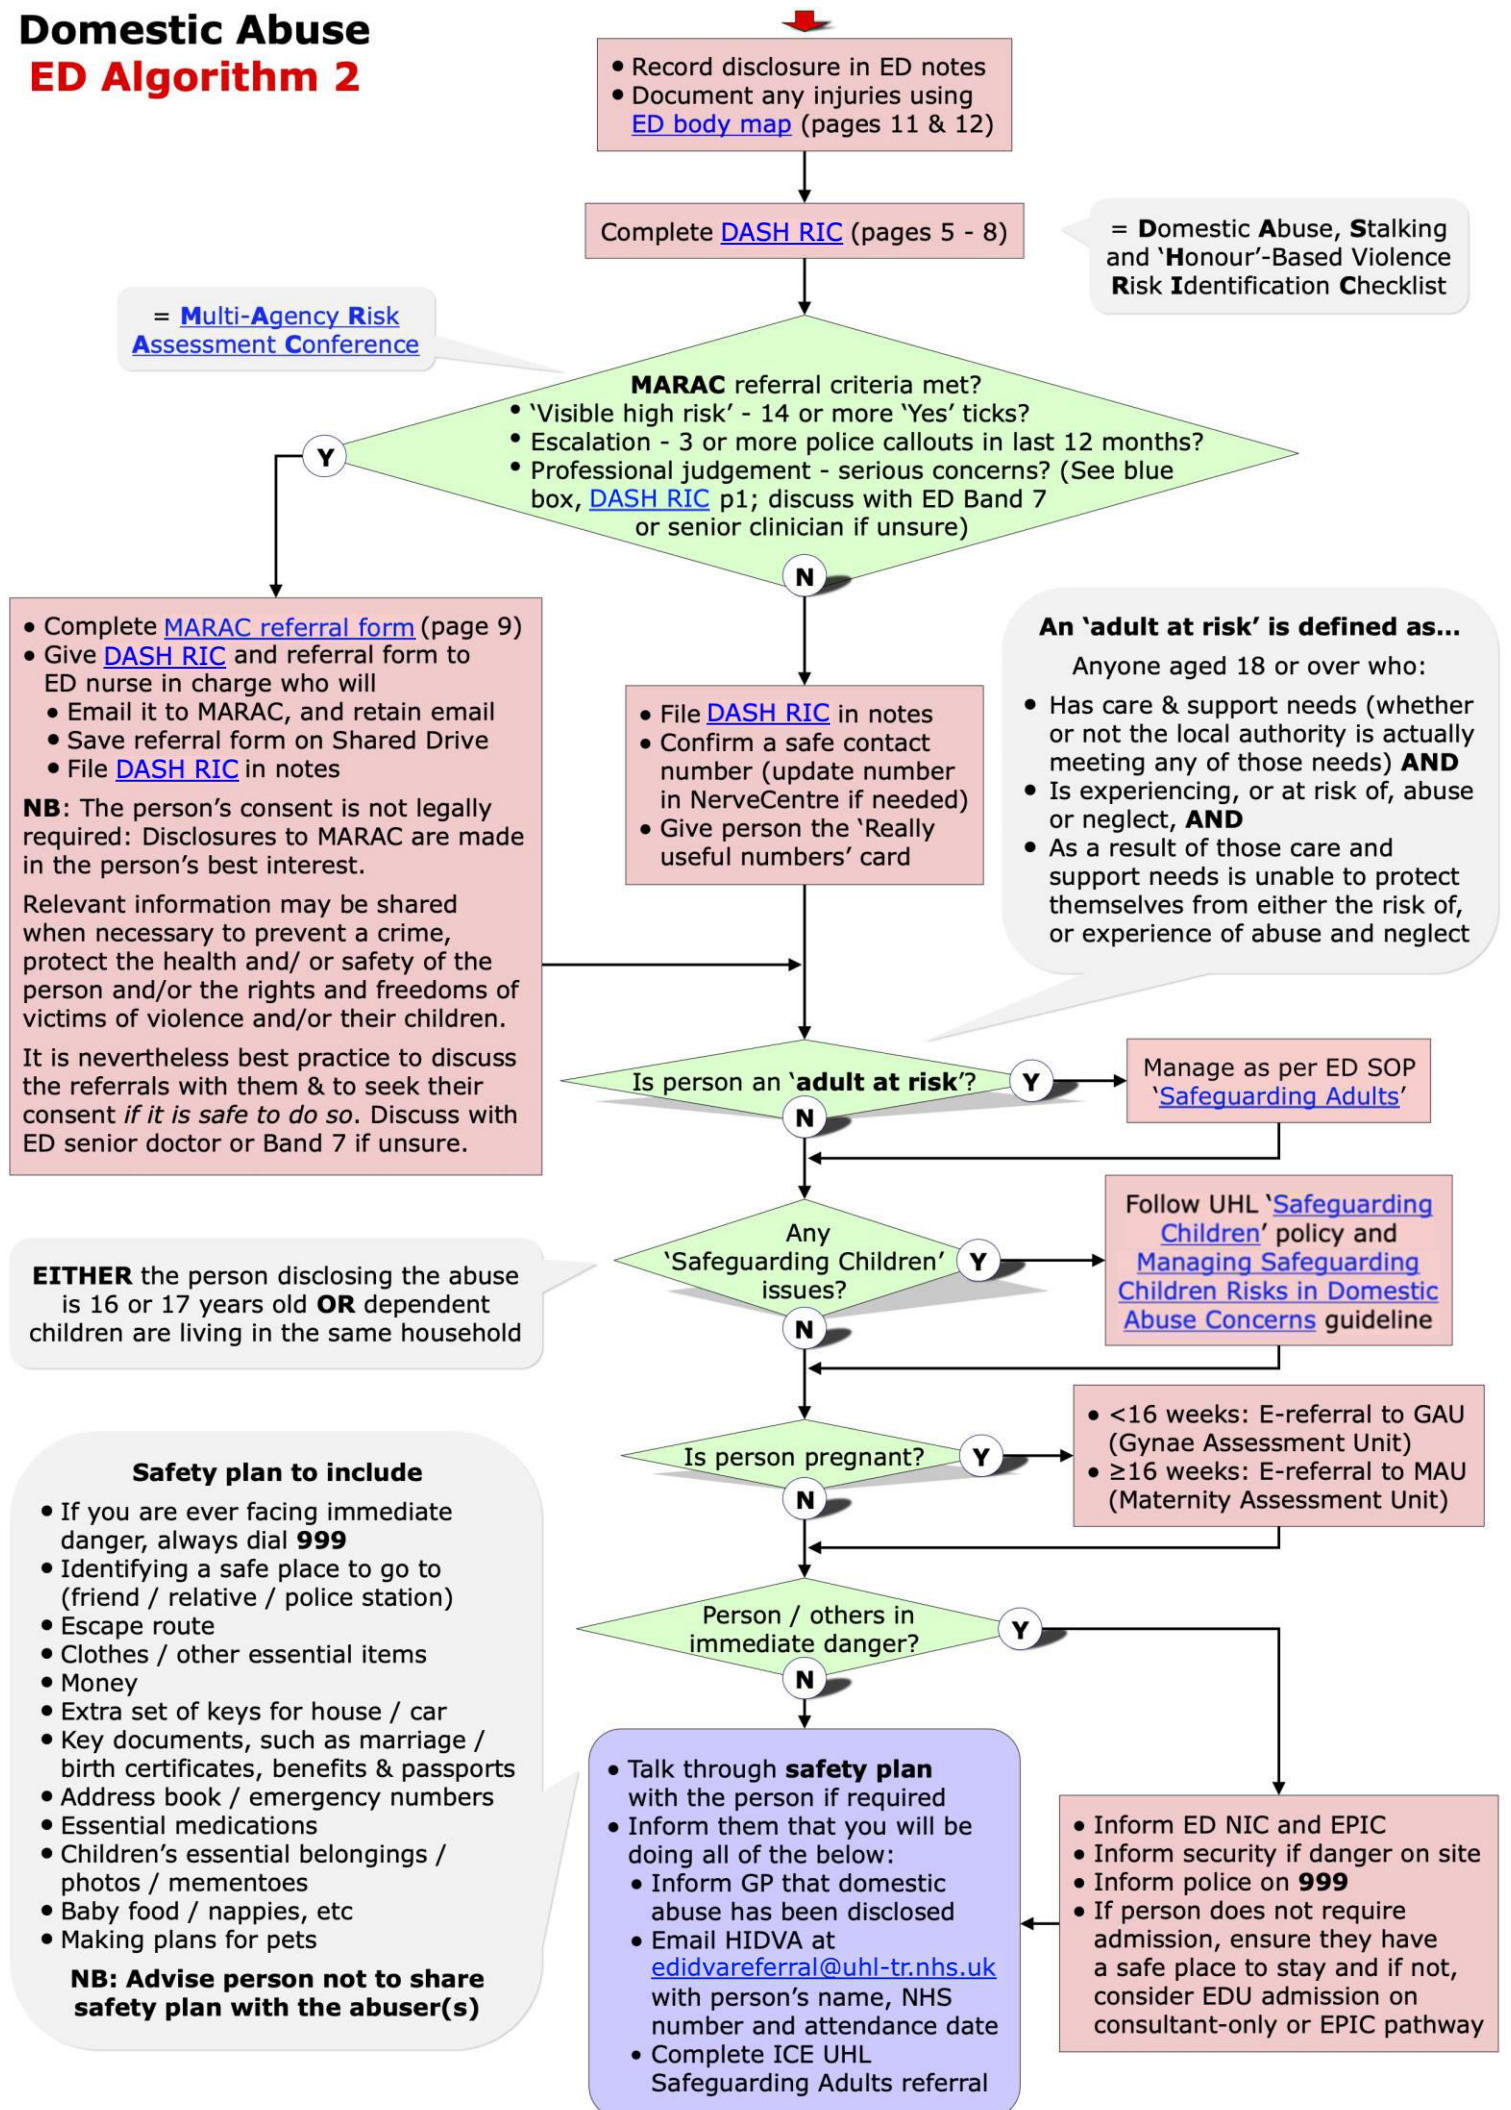 Domestic Abuse
ED Algorithm 2
• Record disclosure in ED notes
• Document any injuries using
ED body map (pages 11 & 12)
Complete DASH RIC (pages 5 - 8)
= Domestic Abuse, Stalking
and ‘Honour’-Based Violence
Risk Identification Checklist
= Multi-Agency Risk
Assessment Conference
MARAC referral criteria met?
• ‘Visible high risk’ - 14 or more ‘Yes’ ticks?
• Escalation - 3 or more police callouts in last 12 months?
• Professional judgement - serious concerns? (See blue
box, DASH RIC p1; discuss with ED Band 7
or senior clinician if unsure)
Y
N
• Complete MARAC referral form (page 9)
• Give DASH RIC and referral form to
ED nurse in charge who will
• Email it to MARAC, and retain email
• Save referral form on Shared Drive
• File DASH RIC in notes
NB: The person’s consent is not legally
required: Disclosures to MARAC are made
in the person’s best interest.
Relevant information may be shared
when necessary to prevent a crime,
protect the health and/ or safety of the
person and/or the rights and freedoms of
victims of violence and/or their children.
It is nevertheless best practice to discuss
the referrals with them & to seek their
consent if it is safe to do so. Discuss with
ED senior doctor or Band 7 if unsure.
• File DASH RIC in notes
• Confirm a safe contact
number (update number
in NerveCentre if needed)
• Give person the ‘Really
useful numbers’ card
An ‘adult at risk’ is defined as...
Anyone aged 18 or over who:
• Has care & support needs (whether
or not the local authority is actually
meeting any of those needs) AND
• Is experiencing, or at risk of, abuse
or neglect, AND
• As a result of those care and
support needs is unable to protect
themselves from either the risk of,
or experience of abuse and neglect
Is person an ‘adult at risk’?
Y
N
Manage as per ED SOP
‘Safeguarding Adults’
EITHER the person disclosing the abuse
is 16 or 17 years old OR dependent
children are living in the same household
Any
‘Safeguarding Children’
issues?
Y
N
Follow UHL ‘Safeguarding
Children’ policy and
Managing Safeguarding
Children Risks in Domestic
Abuse Concerns guideline
Is person pregnant?
Y
N
• <16 weeks: E-referral to GAU
(Gynae Assessment Unit)
• ≥16 weeks: E-referral to MAU
(Maternity Assessment Unit)
Person / others in
immediate danger?
Y
N
Safety plan to include
• If you are ever facing immediate
danger, always dial 999
• Identifying a safe place to go to
(friend / relative / police station)
• Escape route
• Clothes / other essential items
• Money
• Extra set of keys for house / car
• Key documents, such as marriage /
birth certificates, benefits & passports
• Address book / emergency numbers
• Essential medications
• Children’s essential belongings /
photos / mementoes
• Baby food / nappies, etc
• Making plans for pets
NB: Advise person not to share
safety plan with the abuser(s)
• Talk through safety plan
with the person if required
• Inform them that you will be
doing all of the below:
• Inform GP that domestic
abuse has been disclosed
• Email HIDVA at
edidvareferral@uhl-tr.nhs.uk
with person’s name, NHS
number and attendance date
• Complete ICE UHL
Safeguarding Adults referral
• Inform ED NIC and EPIC
• Inform security if danger on site
• Inform police on 999
• If person does not require
admission, ensure they have
a safe place to stay and if not,
consider EDU admission on
consultant-only or EPIC pathway